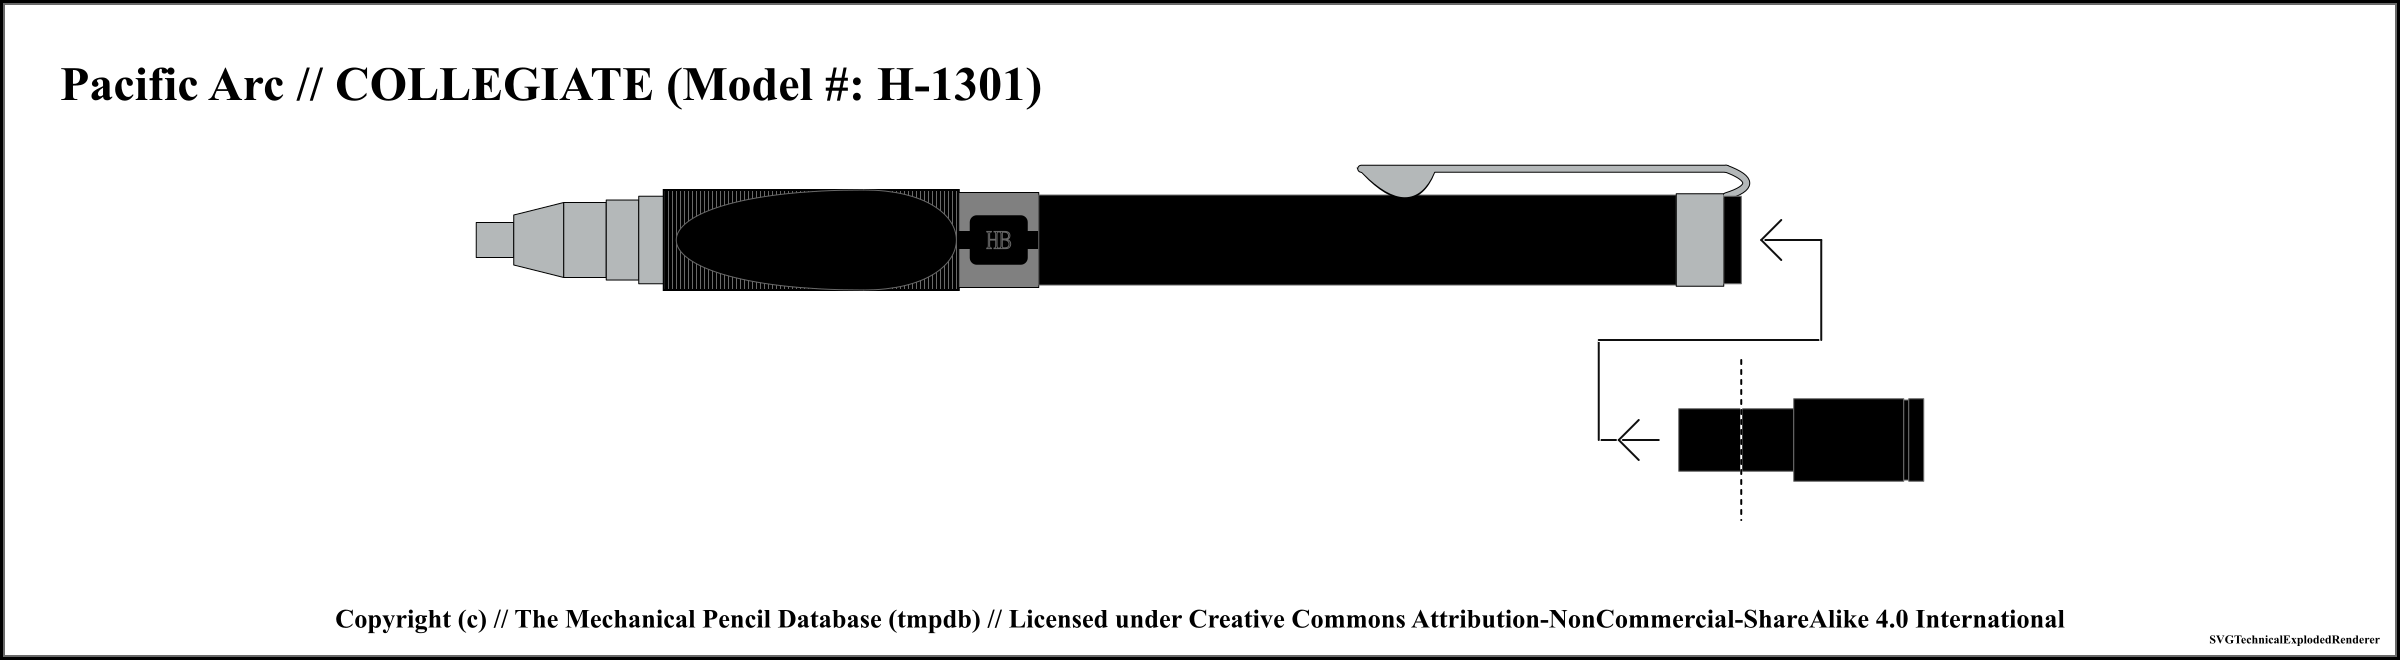 Pacific Arc // COLLEGIATE (Model #: H-1301)
HB
Copyright (c) // The Mechanical Pencil Database (tmpdb) // Licensed under Creative Commons Attribution-NonCommercial-ShareAlike 4.0 International
SVGTechnicalExplodedRenderer